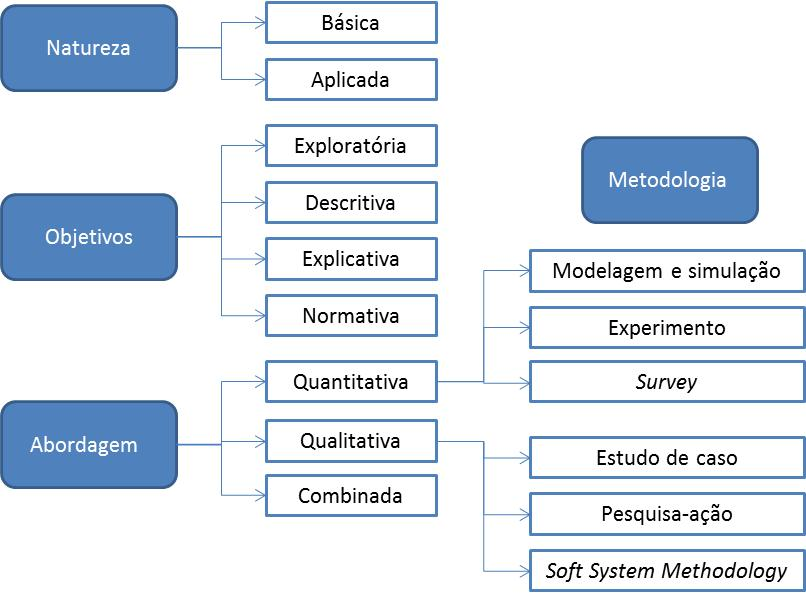 Natureza
Básica
Aplicada
Objetivos
Exploratória
Descritiva
Explicativa
Normativa
Abordagem
Quantitativa
Qualitativa
Combinada
Metodologia
Modelagem e simulação
Experimento
Survey
Estudo de caso
Pesquisa-ação
Soft System Methodology